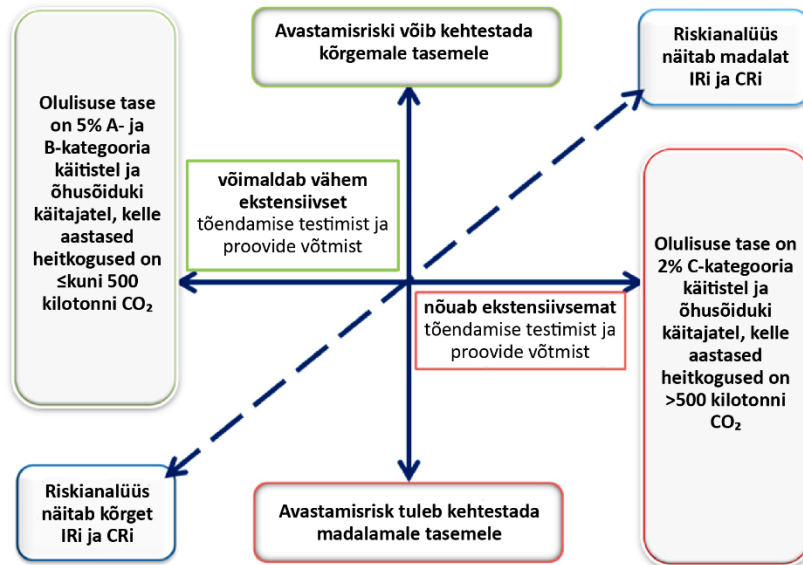 Avastamisriski võib kehtestada
kõrgemale tasemele
Riskianalüüs
näitab madalat
IRi ja CRi
Olulisuse tase
on 5% A- ja
B-kategooria
käitistel ja
õhusõiduki
käitajatel, kelle
aastased
heitkogused on
≤kuni 500
kilotonni CO₂
võimaldab vähem
ekstensiivset
tõendamise testimist ja
proovide võtmist
Olulisuse tase on
2% C-kategooria
käitistel ja
õhusõiduki
käitajatel, kelle
aastased
heitkogused on
>500 kilotonni
CO₂
nõuab ekstensiivsemat
tõendamise testimist ja
proovide võtmist
Riskianalüüs
näitab kõrget
IRi ja CRi
Avastamisrisk tuleb kehtestada
madalamale tasemele